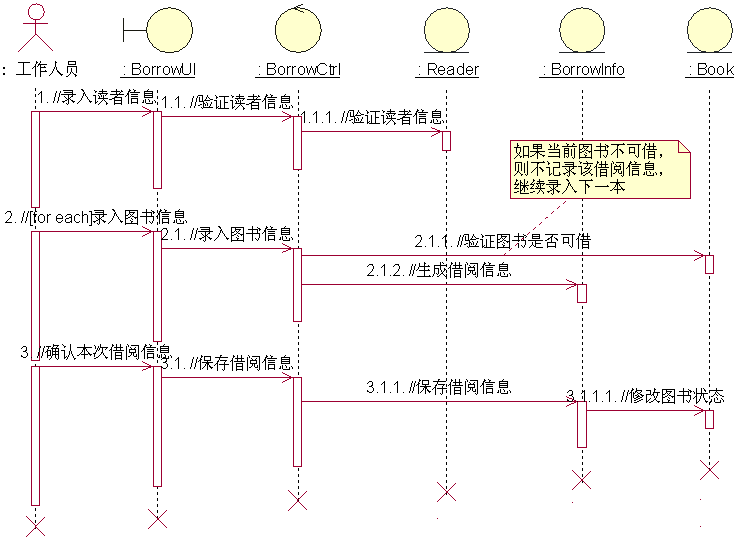 : 工作人员
: BorrowUI
: BorrowCtrl
: Reader
: BorrowInfo
: Book
1. //录入读者信息
1.1. //验证读者信息
1.1.1. //验证读者信息
如果当前图书不可借，
则不记录该借阅信息，
继续录入下一本
2. //[for each]录入图书信息
2.1. //录入图书信息
2.1.1. //验证图书是否可借
2.1.2. //生成借阅信息
3. //确认本次借阅信息
3.1. //保存借阅信息
3.1.1. //保存借阅信息
3.1.1.1. //修改图书状态